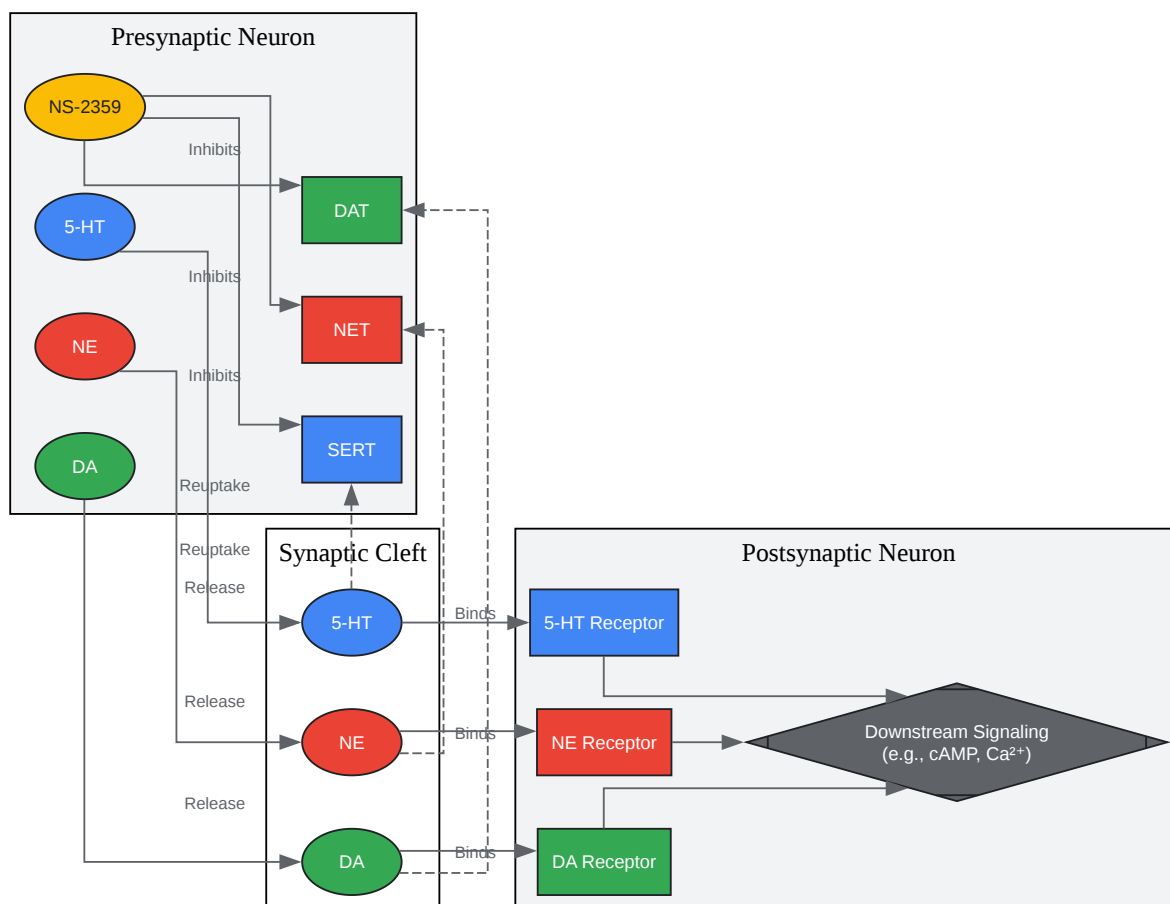 Presynaptic Neuron
NS-2359
Inhibits
DAT
5-HT
Inhibits
NET
NE
Inhibits
SERT
DA
Reuptake
Synaptic Cleft
Postsynaptic Neuron
Reuptake
Release
5-HT
Binds
5-HT Receptor
Release
NE
Binds
NE Receptor
Downstream Signaling
(e.g., cAMP, Ca²⁺)
Release
DA
Binds
DA Receptor